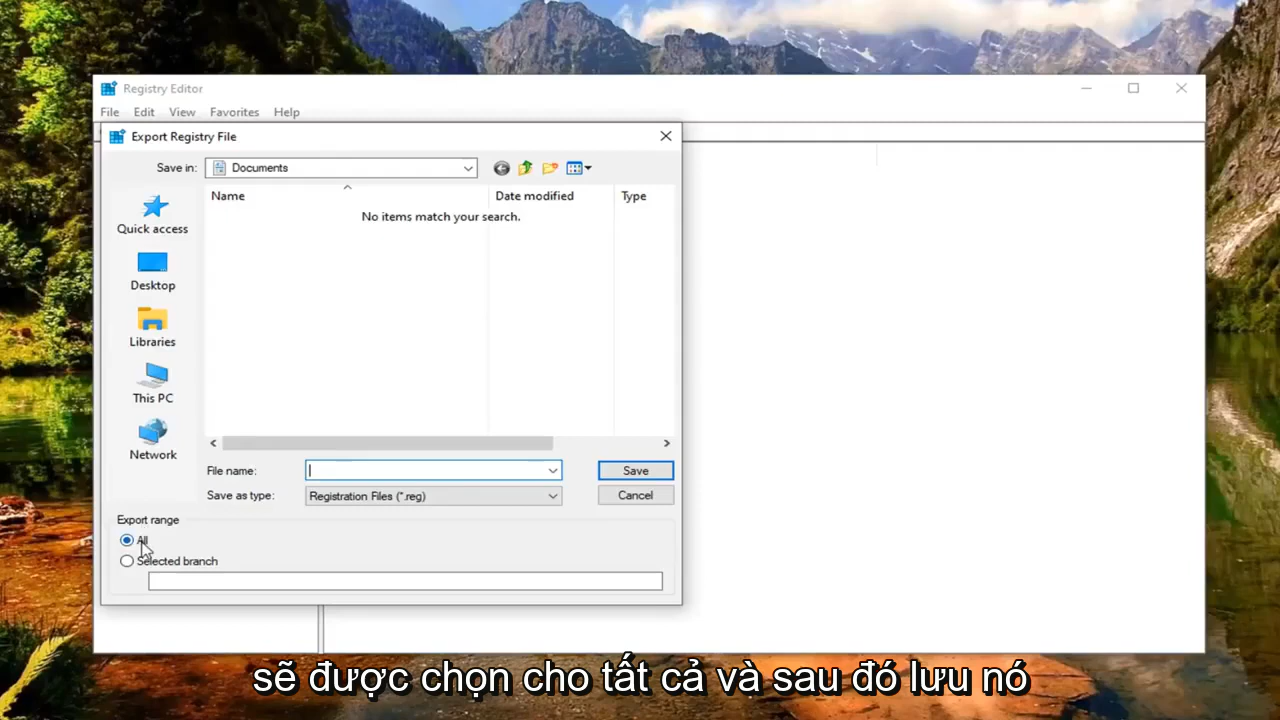 Registry Editor
File Edit View Favorites Help
Export Registry File
Save in: Documents
Name Date modified Type
No items match your search.
Quick access
Desktop
Libraries
This PC
Network
File name: Save
Save as type: Registration Files (*.reg) Cancel
Export range
All
Selected branch
sẽ được chọn cho tất cả và sau đó lưu nó